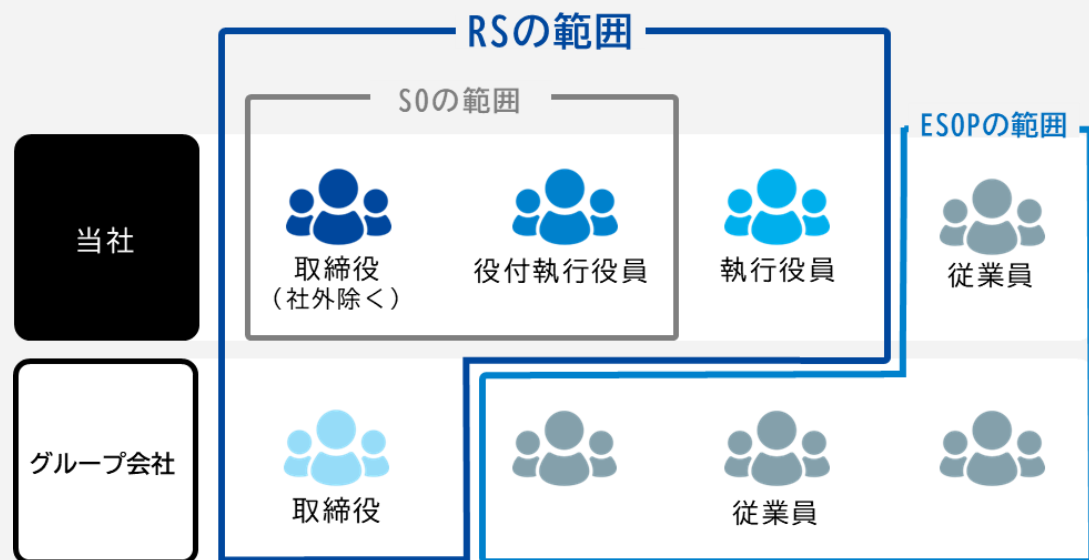 RSの範囲
SOの範囲
ESOPの範囲
当社
取締役
（社外除く）
役付執行役員
執行役員
従業員
グループ会社
取締役
従業員